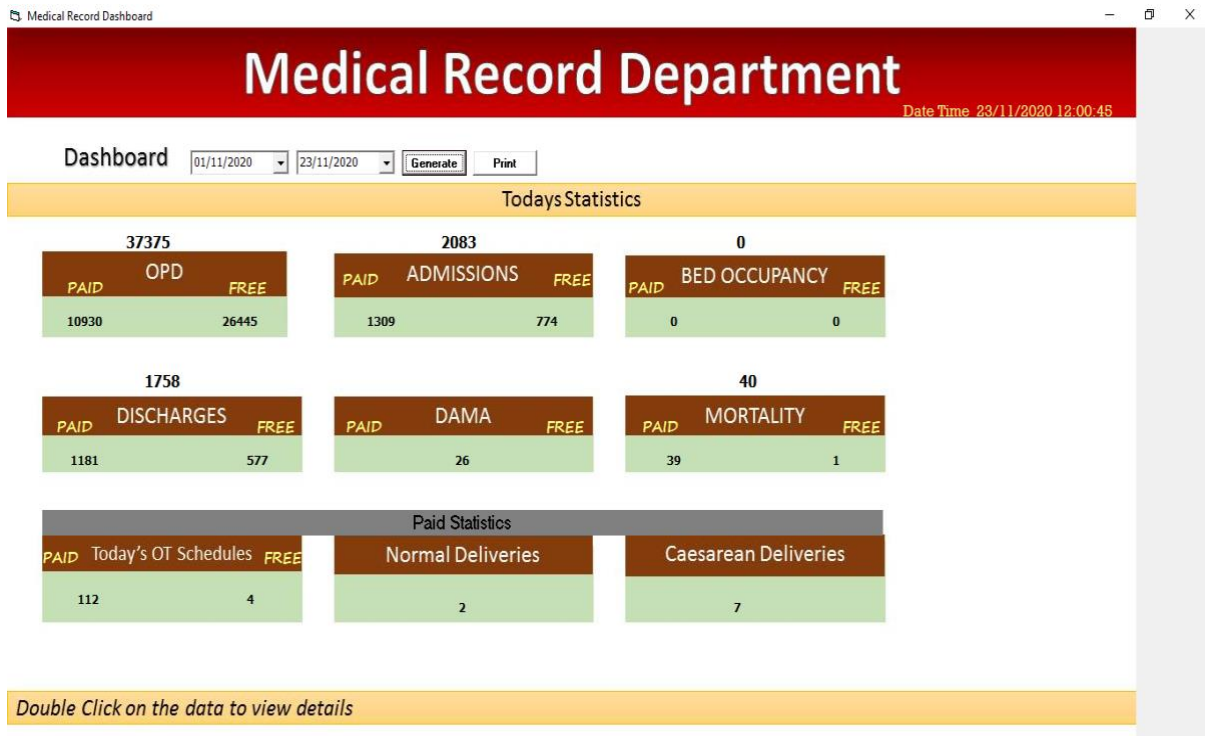 Medical Record Dashboard
Medical Record Department
Date Time 23/11/2020 12:00:45
Dashboard 01/11/2020 23/11/2020 Generate Print
Todays Statistics
37375 2083 0
OPD ADMISSIONS BED OCCUPANCY
PAID FREE PAID FREE PAID FREE
10930 26445 1309 774 0 0
1758 40
DISCHARGES DAMA MORTALITY
PAID FREE PAID FREE PAID FREE
1181 577 26 39 1
Paid Statistics
PAID Today's OT Schedules FREE Normal Deliveries Caesarean Deliveries
112 4 2 7
Double Click on the data to view details